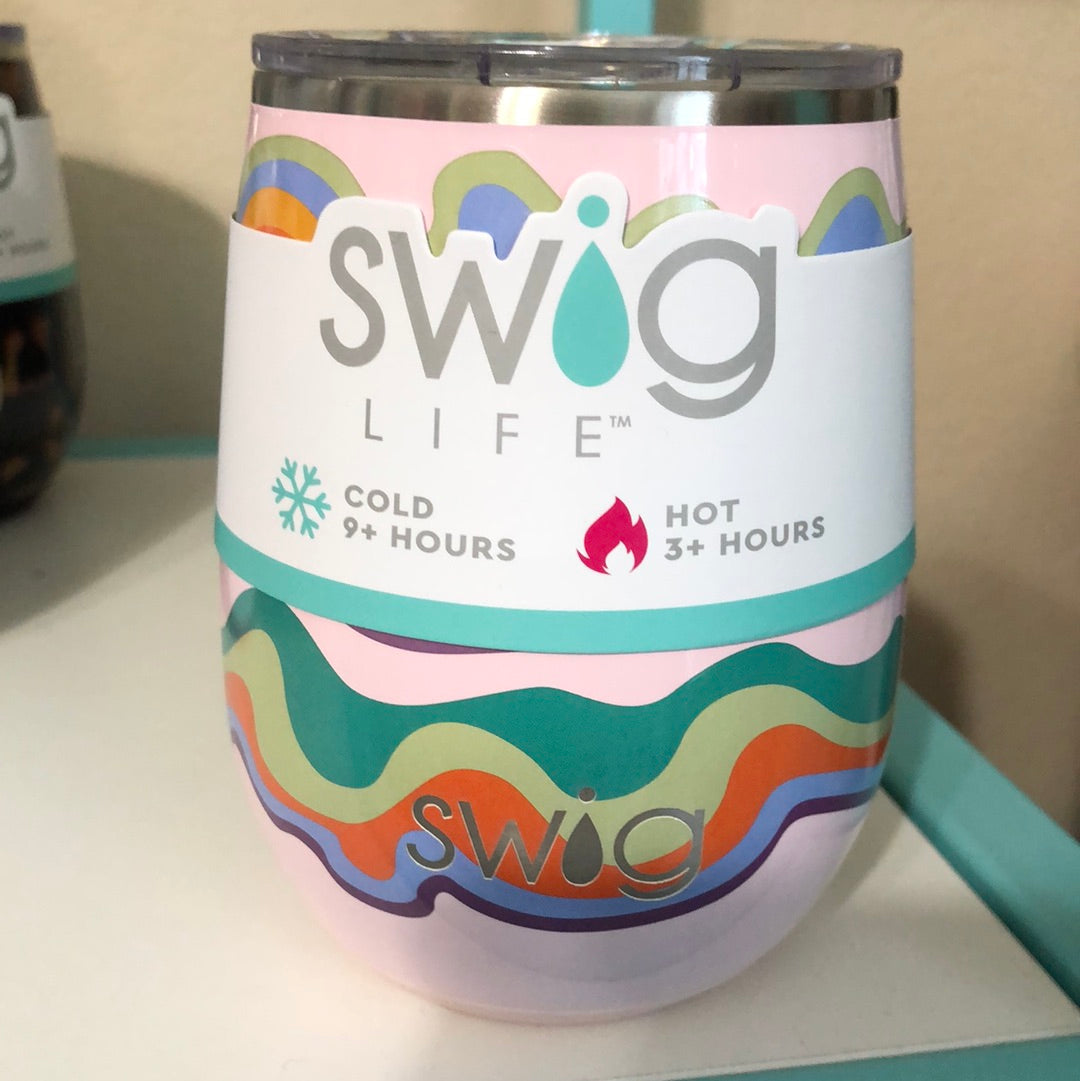 swig
LIFE™
COLD
9+ HOURS
HOT
3+ HOURS
swig